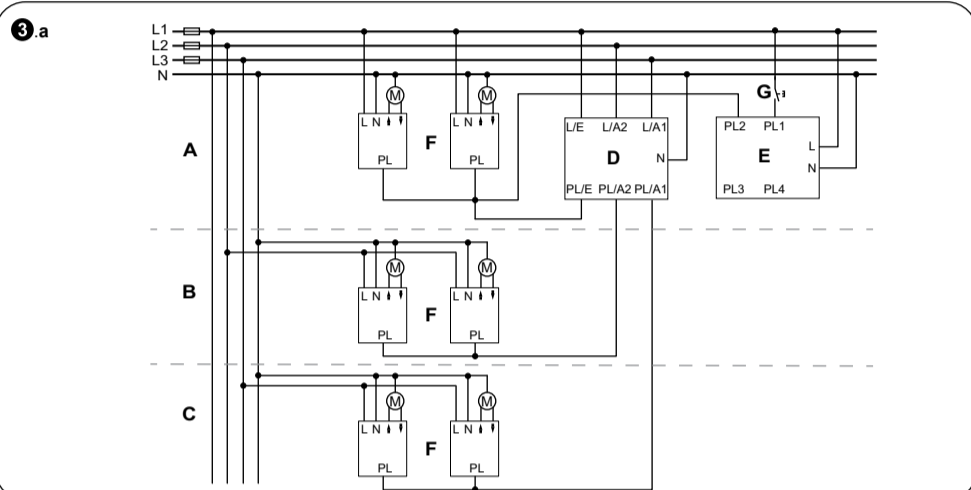 3.a
L1
L2
L3
N
G
M M
L N L N
A F
PL PL
L/E L/A2 L/A1
D N
PL/E PL/A2 PL/A1
PL2 PL1
L
E
N
PL3 PL4
M M
L N L N
B F
PL PL
M M
C
L N L N
F
PL PL